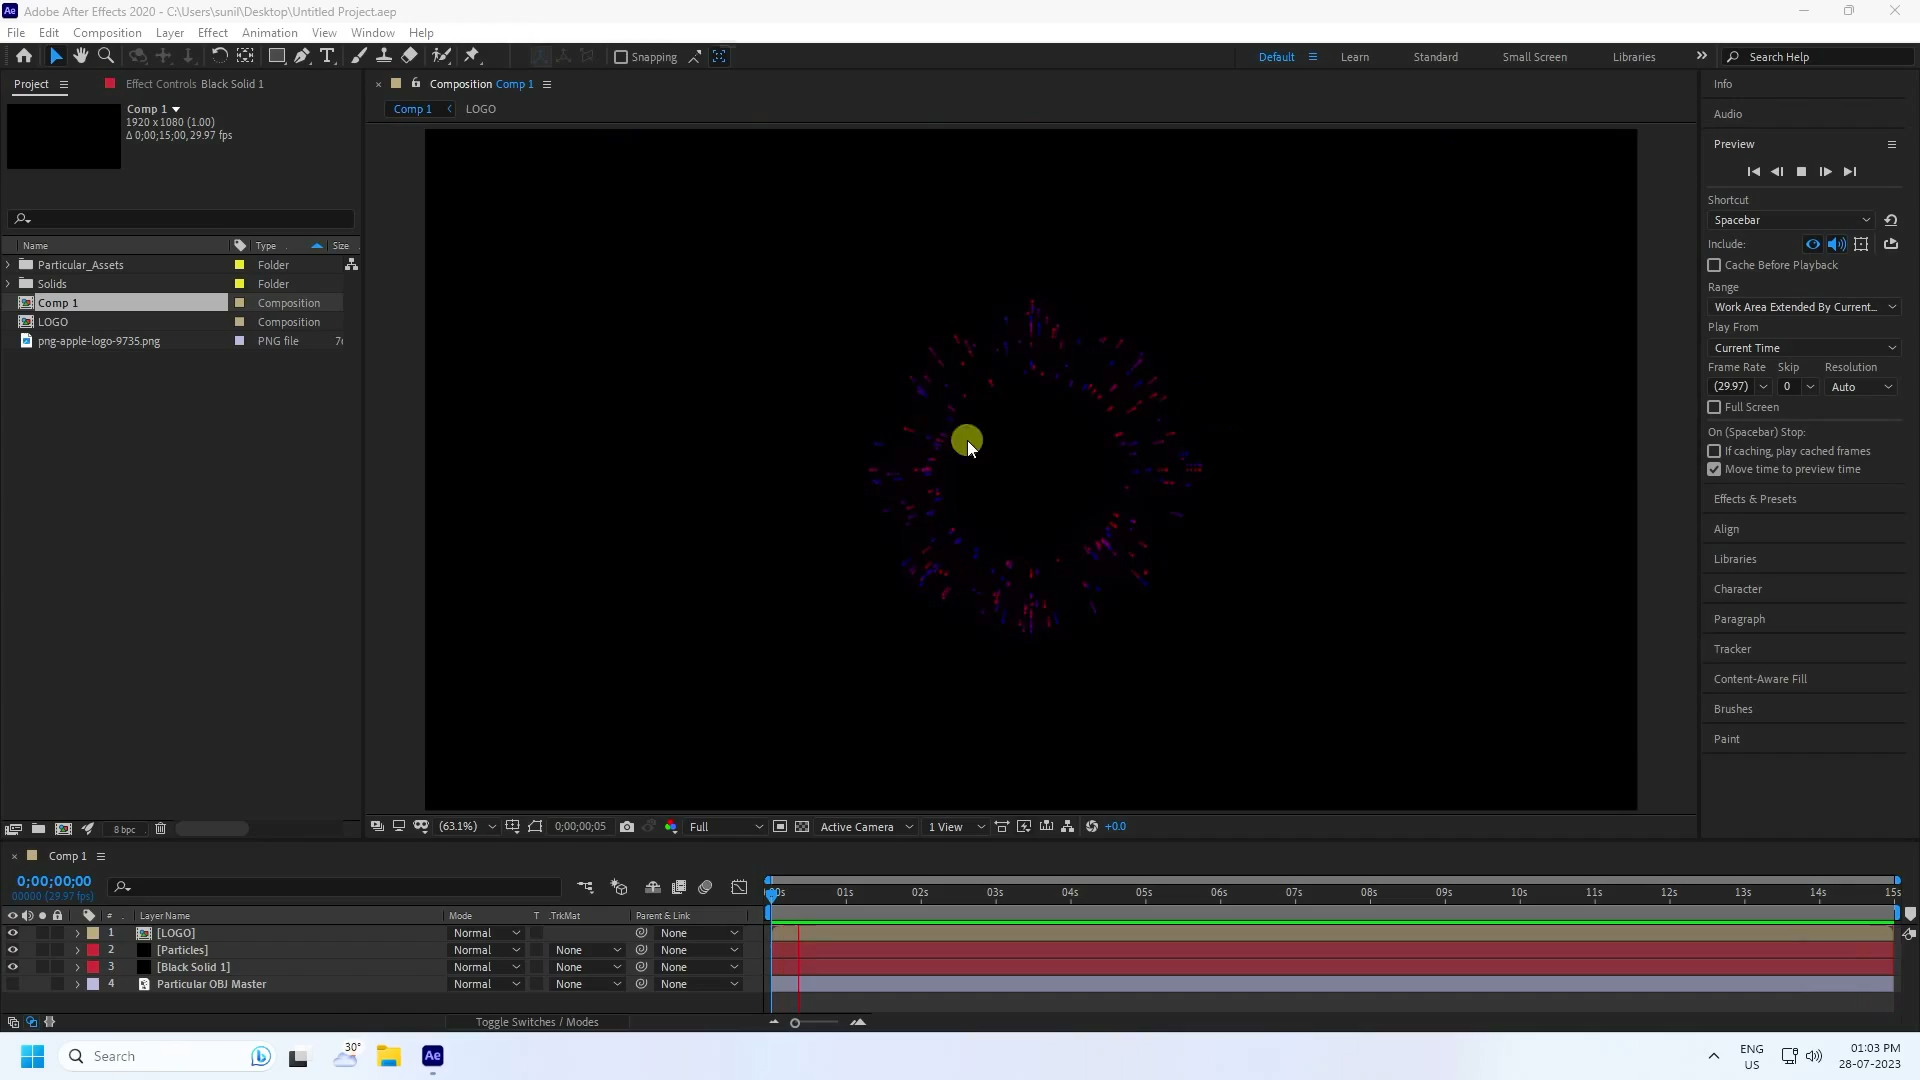 Adobe After Effects 2020 - C:\Users\sunil\Desktop\Untitled Project.aep
File Edit Composition Layer Effect Animation View Window Help
Snapping
Default Learn Standard Small Screen Libraries Search Help
Project Effect Controls Black Solid 1
Comp 1
1920 x 1080 (1.00)
Δ 0;00;15;00, 29.97 fps
Name Type Size
Particular_Assets Folder
Solids Folder
Comp 1 Composition
LOGO Composition
png-apple-logo-9735.png PNG file
8 bpc
Composition Comp 1
Comp 1 LOGO
(63.1%) 0;00;00;05 Full Active Camera 1 View +0.0
Info
Audio
Preview
Shortcut
Spacebar
Include:
Cache Before Playback
Range
Work Area Extended By Current...
Play From
Current Time
Frame Rate Skip Resolution
(29.97) 0 Auto
Full Screen
On (Spacebar) Stop:
If caching, play cached frames
Move time to preview time
Effects & Presets
Align
Libraries
Character
Paragraph
Tracker
Content-Aware Fill
Brushes
Paint
Comp 1
0;00;00;00
00000 (29.97 fps)
00s 01s 02s 03s 04s 05s 06s 07s 08s 09s 10s 11s 12s 13s 14s 15s
# Layer Name Mode T .TrkMat Parent & Link
1 [LOGO] Normal None
2 [Particles] Normal None None
3 [Black Solid 1] Normal None None
4 Particular OBJ Master Normal None None
Toggle Switches / Modes
Search
30°
Ae
ENG
US
01:03 PM
28-07-2023